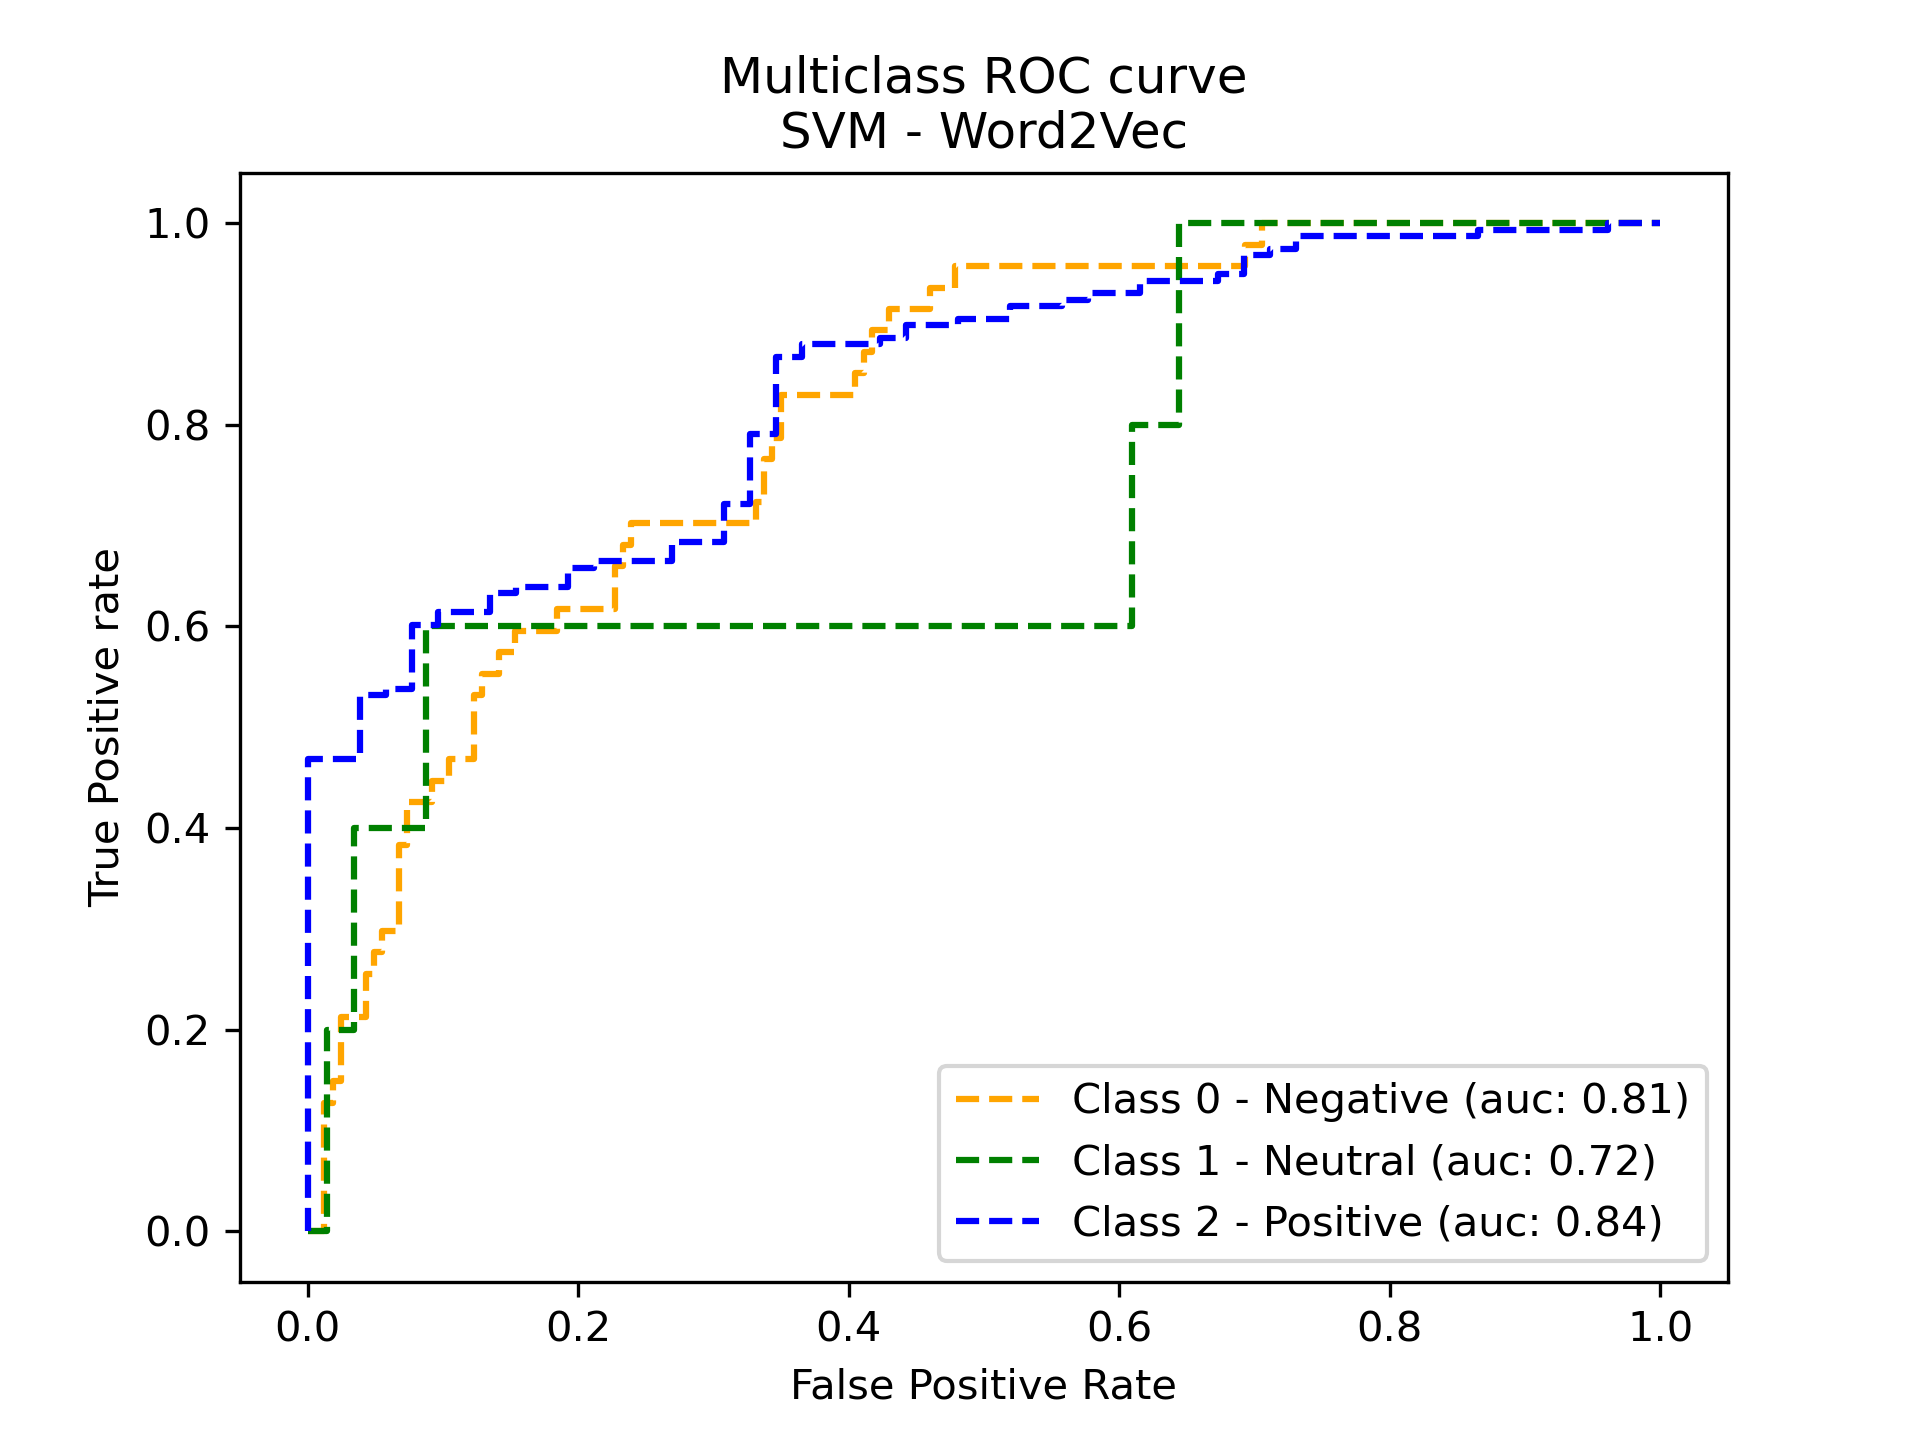 Multiclass ROC curve
SVM - Word2Vec
True Positive rate
1.0
0.8
0.6
0.4
0.2
0.0
Class 0 - Negative (auc: 0.81)
Class 1 - Neutral (auc: 0.72)
Class 2 - Positive (auc: 0.84)
0.0 0.2 0.4 0.6 0.8 1.0
False Positive Rate